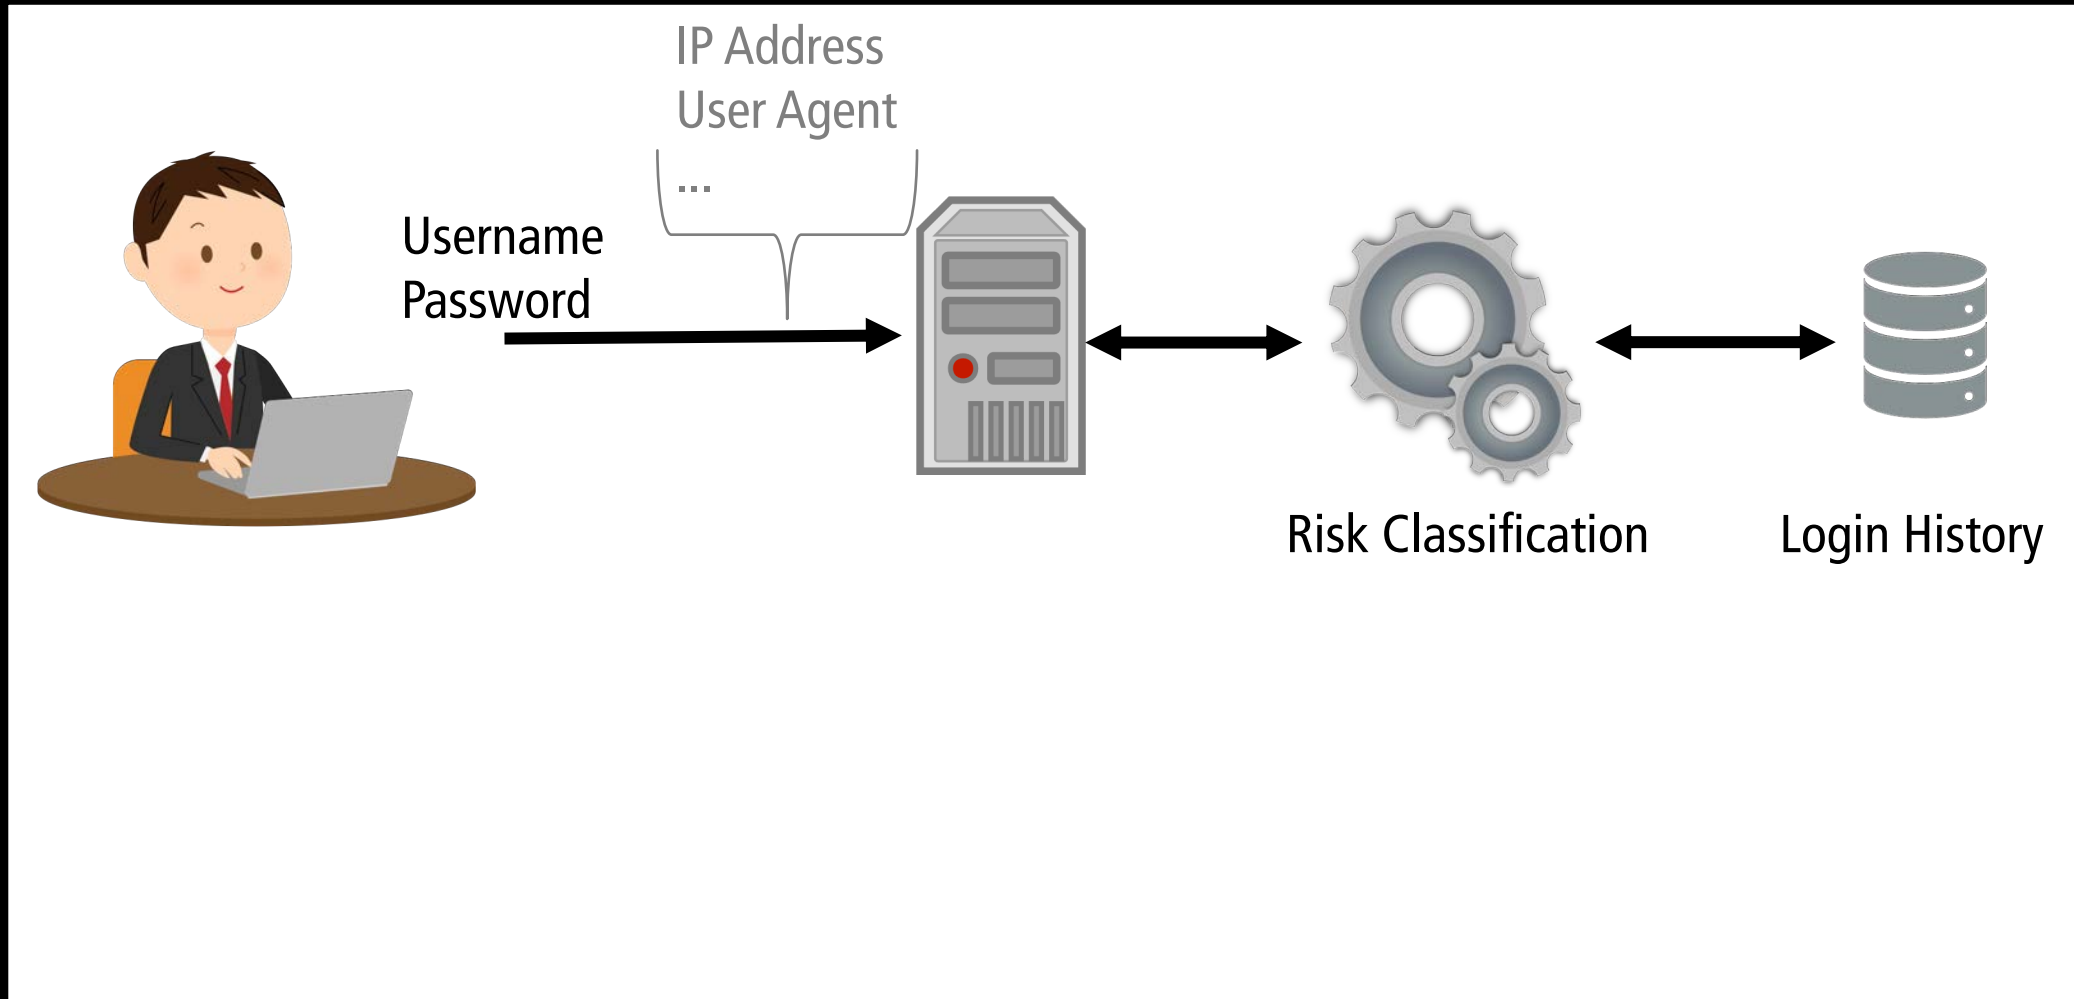 IP Address
User Agent
...
Username
Password
Risk Classification
Login History